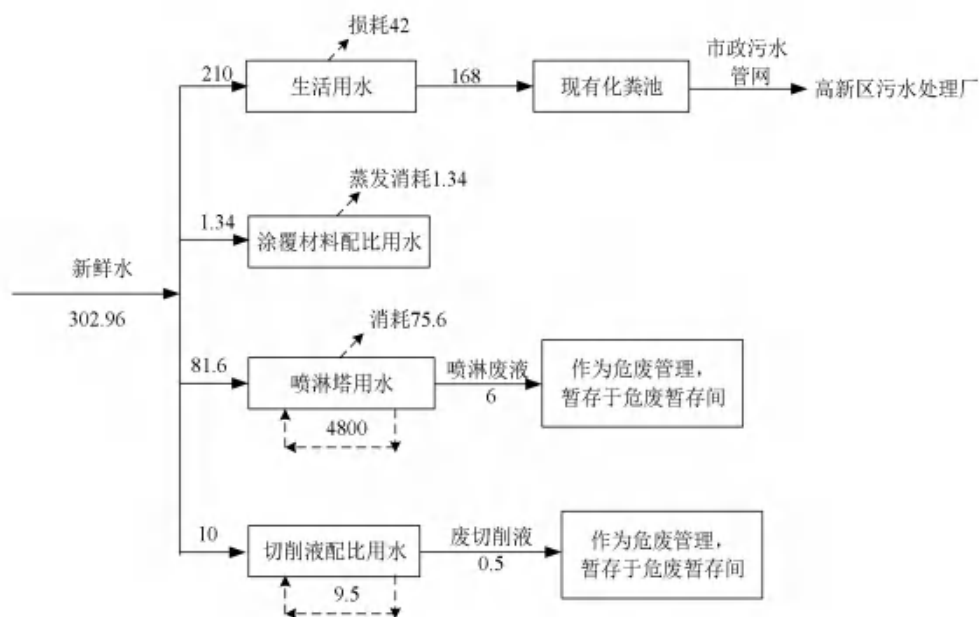 损耗42
210
生活用水
168
现有化粪池
市政污水
管网
高新区污水处理厂
蒸发消耗1.34
1.34
涂覆材料配比用水
新鲜水
302.96
消耗75.6
81.6
喷淋塔用水
喷淋废液
6
作为危废管理,
暂存于危废暂存间
4800
10
切削液配比用水
废切削液
0.5
作为危废管理,
暂存于危废暂存间
9.5